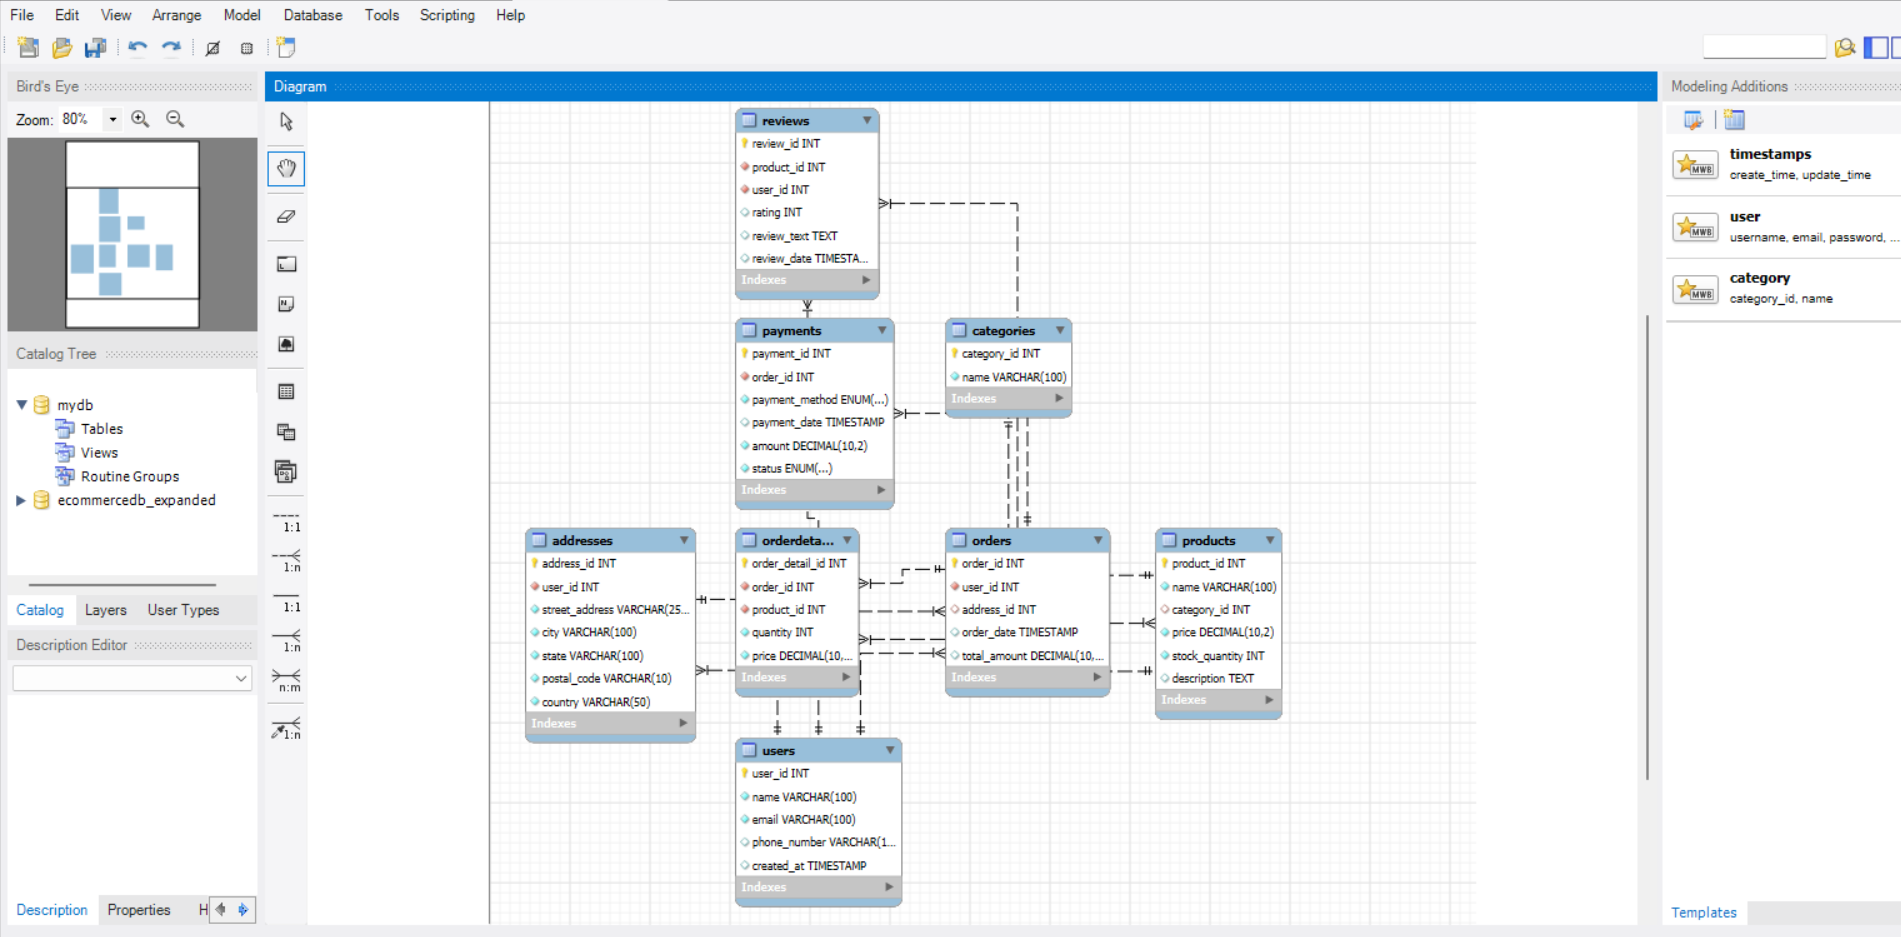 File Edit View Arrange Model Database Tools Scripting Help
Bird's Eye
Zoom: 80%
Catalog Tree
mydb
Tables
Views
Routine Groups
ecommercedb_expanded
Catalog Layers User Types
Description Editor
Description Properties H
Diagram
1:1
1:n
1:1
1:n
n:m
1:n
reviews
review_id INT
product_id INT
user_id INT
rating INT
review_text TEXT
review_date TIMESTA...
Indexes
payments
payment_id INT
order_id INT
payment_method ENUM(...)
payment_date TIMESTAMP
amount DECIMAL(10,2)
status ENUM(...)
Indexes
categories
category_id INT
name VARCHAR(100)
Indexes
addresses
address_id INT
user_id INT
street_address VARCHAR(25...
city VARCHAR(100)
state VARCHAR(100)
postal_code VARCHAR(10)
country VARCHAR(50)
Indexes
orderdeta...
order_detail_id INT
order_id INT
product_id INT
quantity INT
price DECIMAL(10,...
Indexes
orders
order_id INT
user_id INT
address_id INT
order_date TIMESTAMP
total_amount DECIMAL(10,...
Indexes
products
product_id INT
name VARCHAR(100)
category_id INT
price DECIMAL(10,2)
stock_quantity INT
description TEXT
Indexes
users
user_id INT
name VARCHAR(100)
email VARCHAR(100)
phone_number VARCHAR(1...
created_at TIMESTAMP
Indexes
Modeling Additions
MWB
timestamps
create_time, update_time
MWB
user
username, email, password, ...
MWB
category
category_id, name
Templates